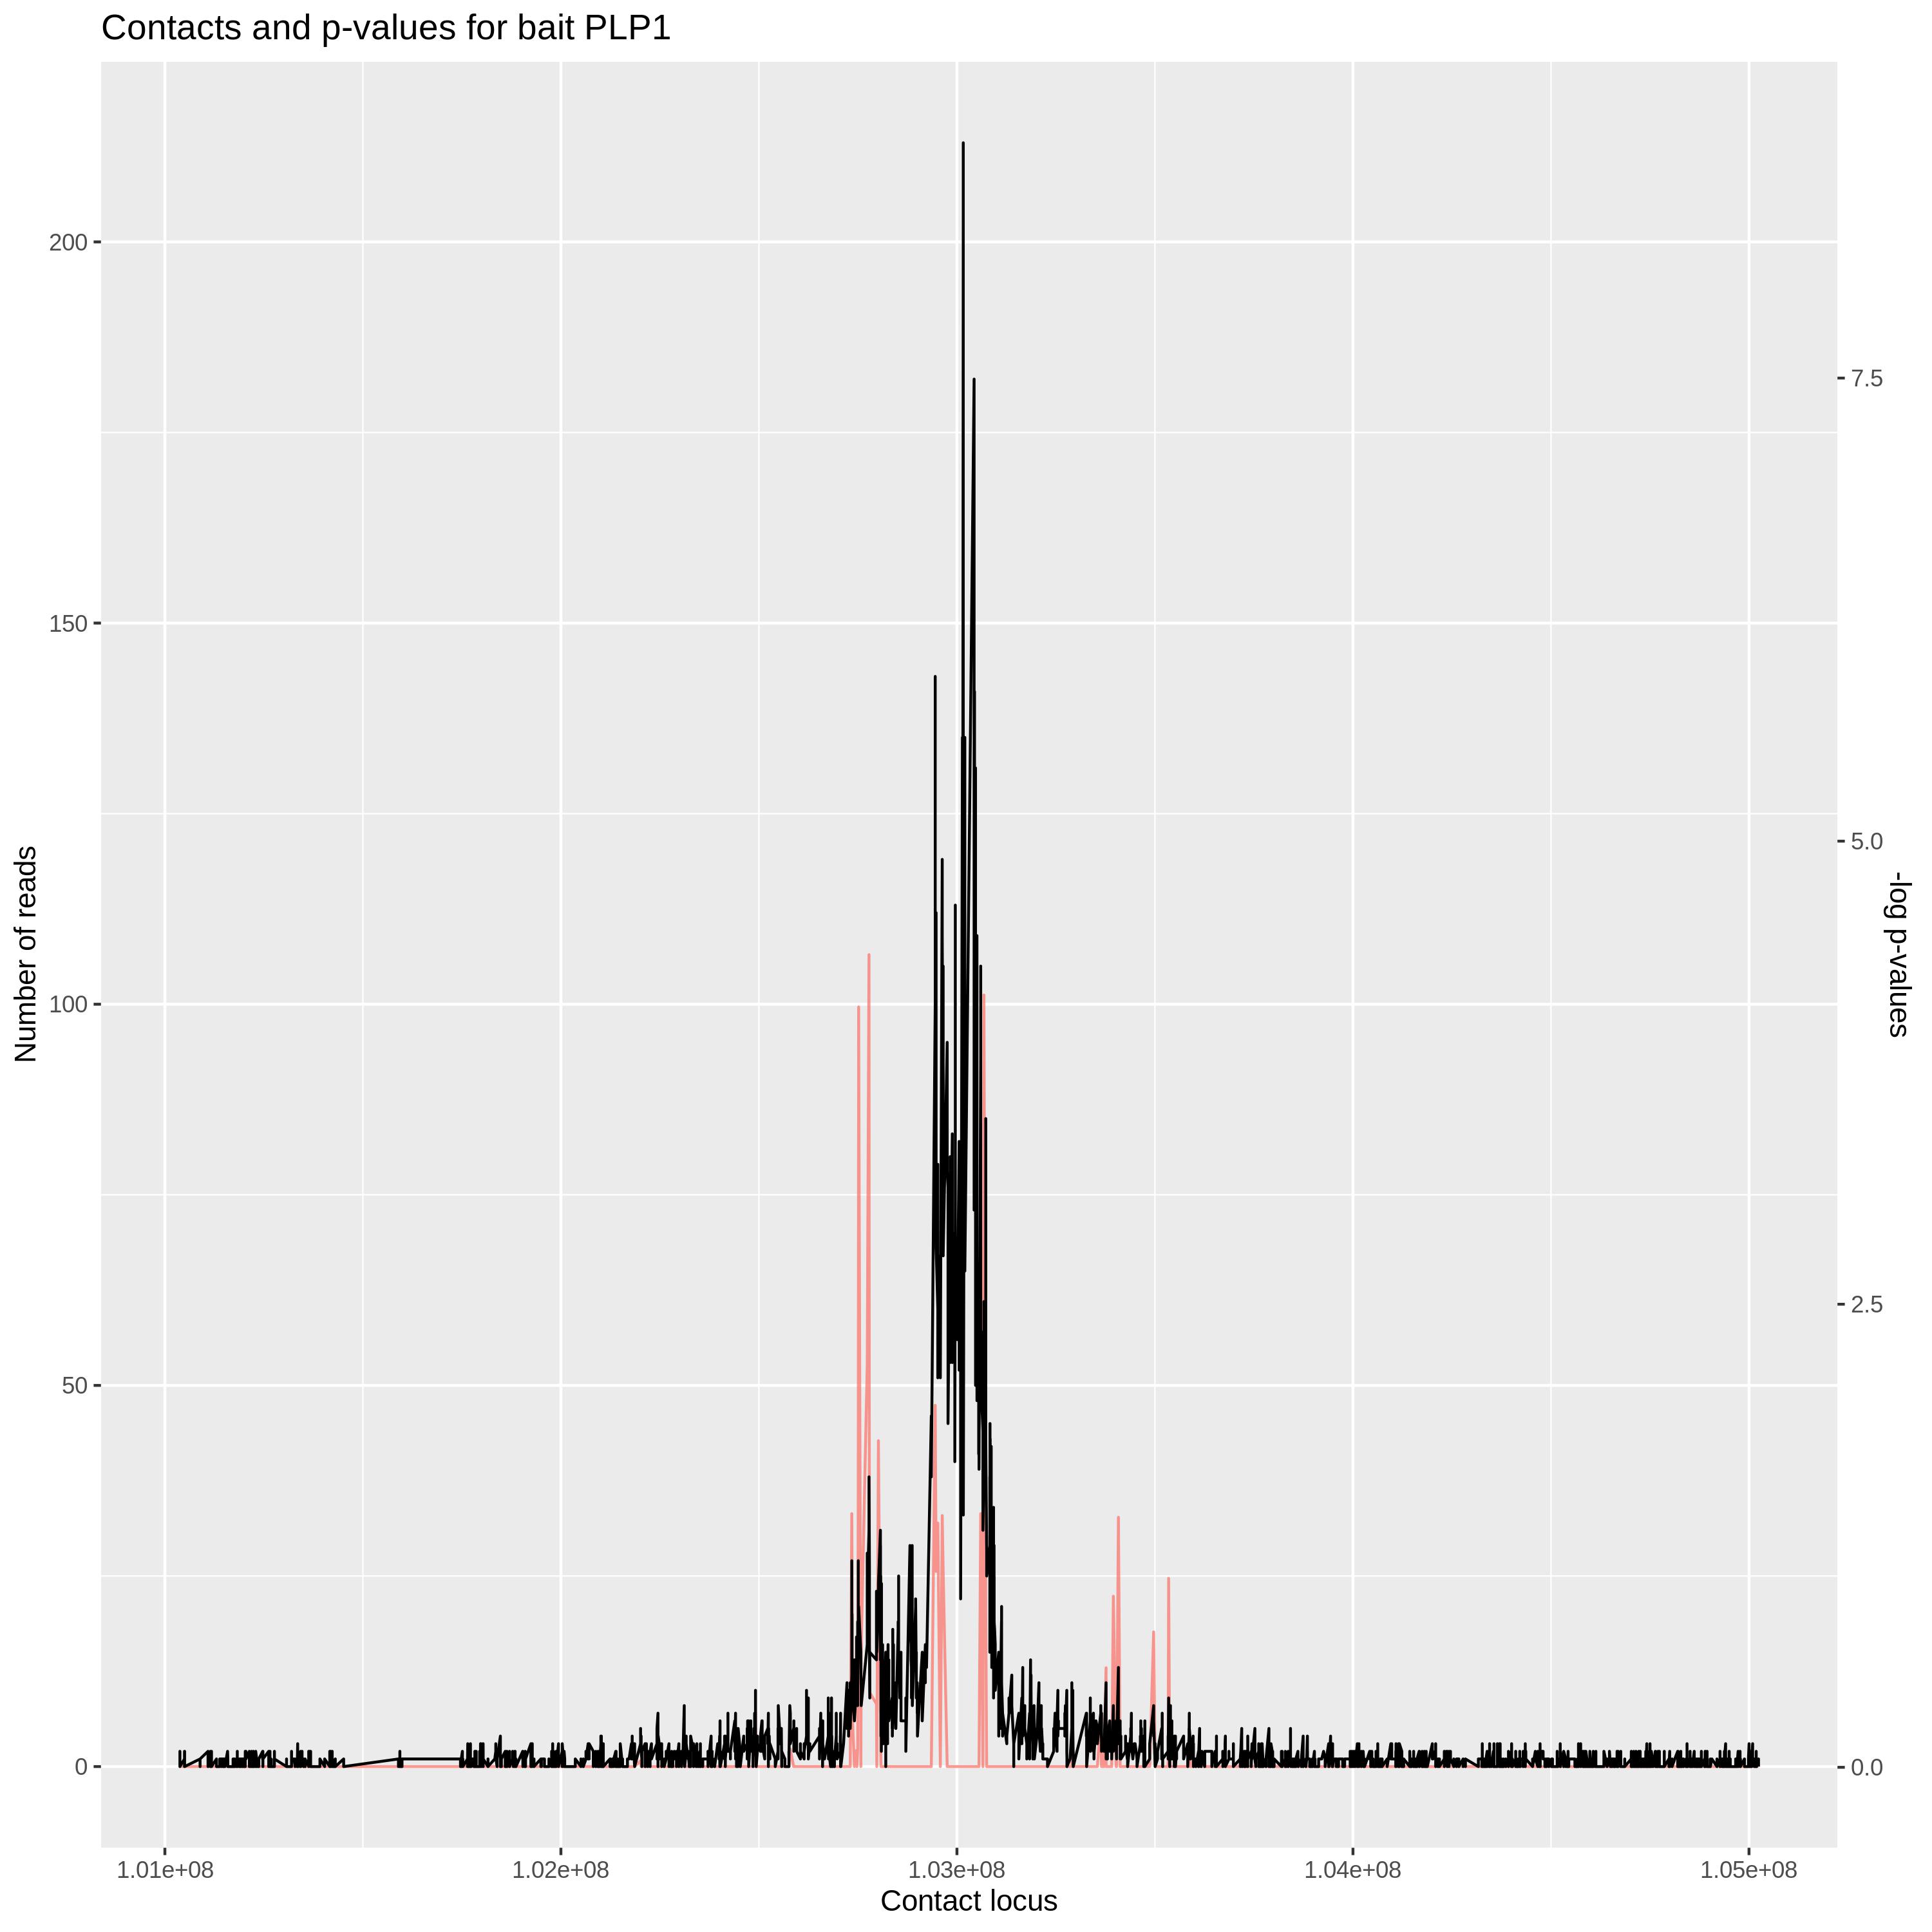 Contacts and p-values for bait PLP1
Number of reads
200
150
100
50
0
7.5
5.0
2.5
0.0
-log p-values
1.01e+08
1.02e+08
1.03e+08
1.04e+08
1.05e+08
Contact locus